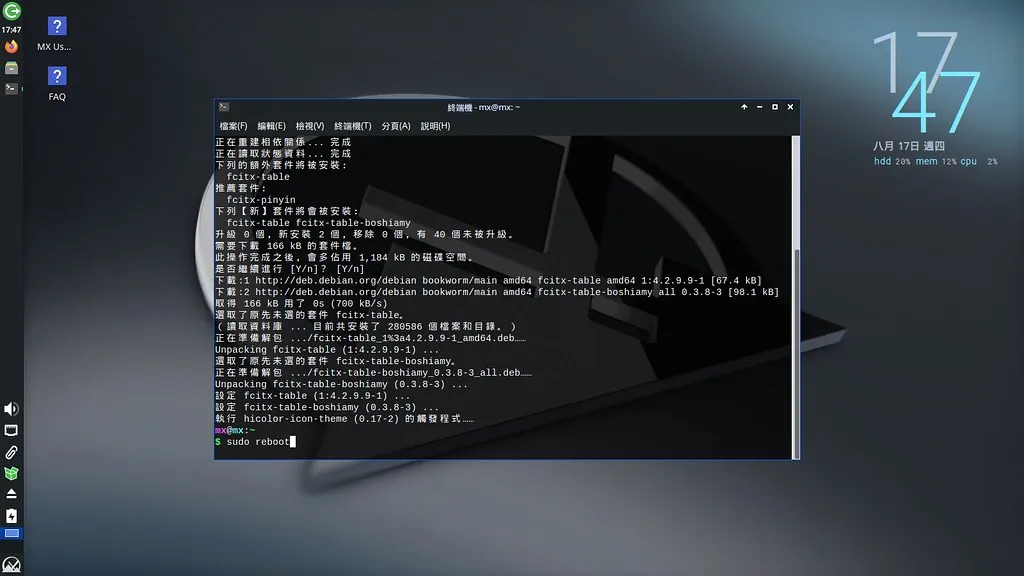 17:47
MX Us...
FAQ
17
47
八月 17日 週四
hdd 20% mem 12% cpu 2%
終端機 - mx@mx: ~
檔案(F) 編輯(E) 檢視(V) 終端機(T) 分頁(A) 說明(H)
正在重建相依關係... 完成
正在讀取狀態資料... 完成
下列的額外套件將被安裝:
fcitx-table
推薦套件:
fcitx-pinyin
下列【新】套件將會被安裝:
fcitx-table fcitx-table-boshiamy
升級 0 個，新安裝 2 個，移除 0 個，有 40 個未被升級。
需要下載 166 kB 的套件檔。
此操作完成之後，會多佔用 1,184 kB 的磁碟空間。
是否繼續進行 [Y/n]？ [Y/n]
下載:1 http://deb.debian.org/debian bookworm/main amd64 fcitx-table amd64 1:4.2.9.9-1 [67.4 kB]
下載:2 http://deb.debian.org/debian bookworm/main amd64 fcitx-table-boshiamy all 0.3.8-3 [98.1 kB]
取得 166 kB 用了 0s (700 kB/s)
選取了原先未選的套件 fcitx-table。
（讀取資料庫 ... 目前共安裝了 280586 個檔案和目錄。）
正在準備解包 .../fcitx-table_1%3a4.2.9.9-1_amd64.deb……
Unpacking fcitx-table (1:4.2.9.9-1) ...
選取了原先未選的套件 fcitx-table-boshiamy。
正在準備解包 .../fcitx-table-boshiamy_0.3.8-3_all.deb……
Unpacking fcitx-table-boshiamy (0.3.8-3) ...
設定 fcitx-table (1:4.2.9.9-1) ...
設定 fcitx-table-boshiamy (0.3.8-3) ...
執行 hicolor-icon-theme (0.17-2) 的觸發程式……
mx@mx:~
$ sudo reboot